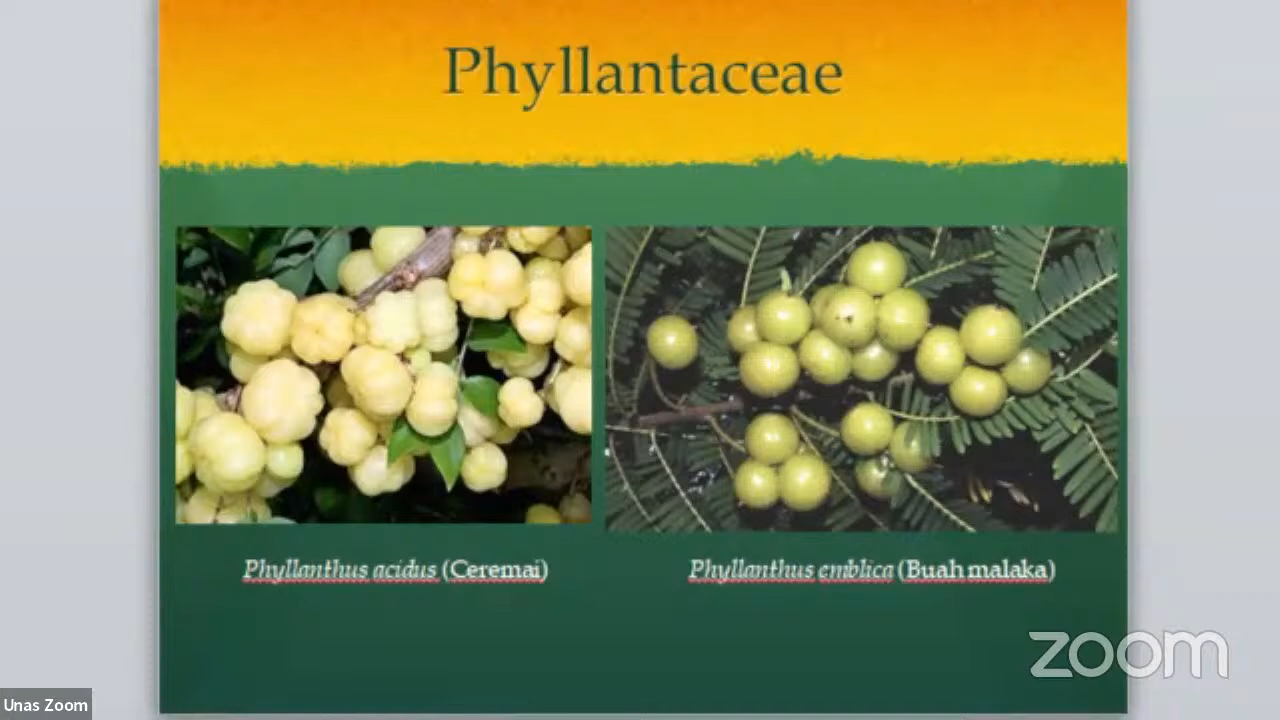 Phyllantaceae
Phyllanthus acidus (Ceremai)
Phyllanthus emblica (Buah malaka)
zoom
Unas Zoom